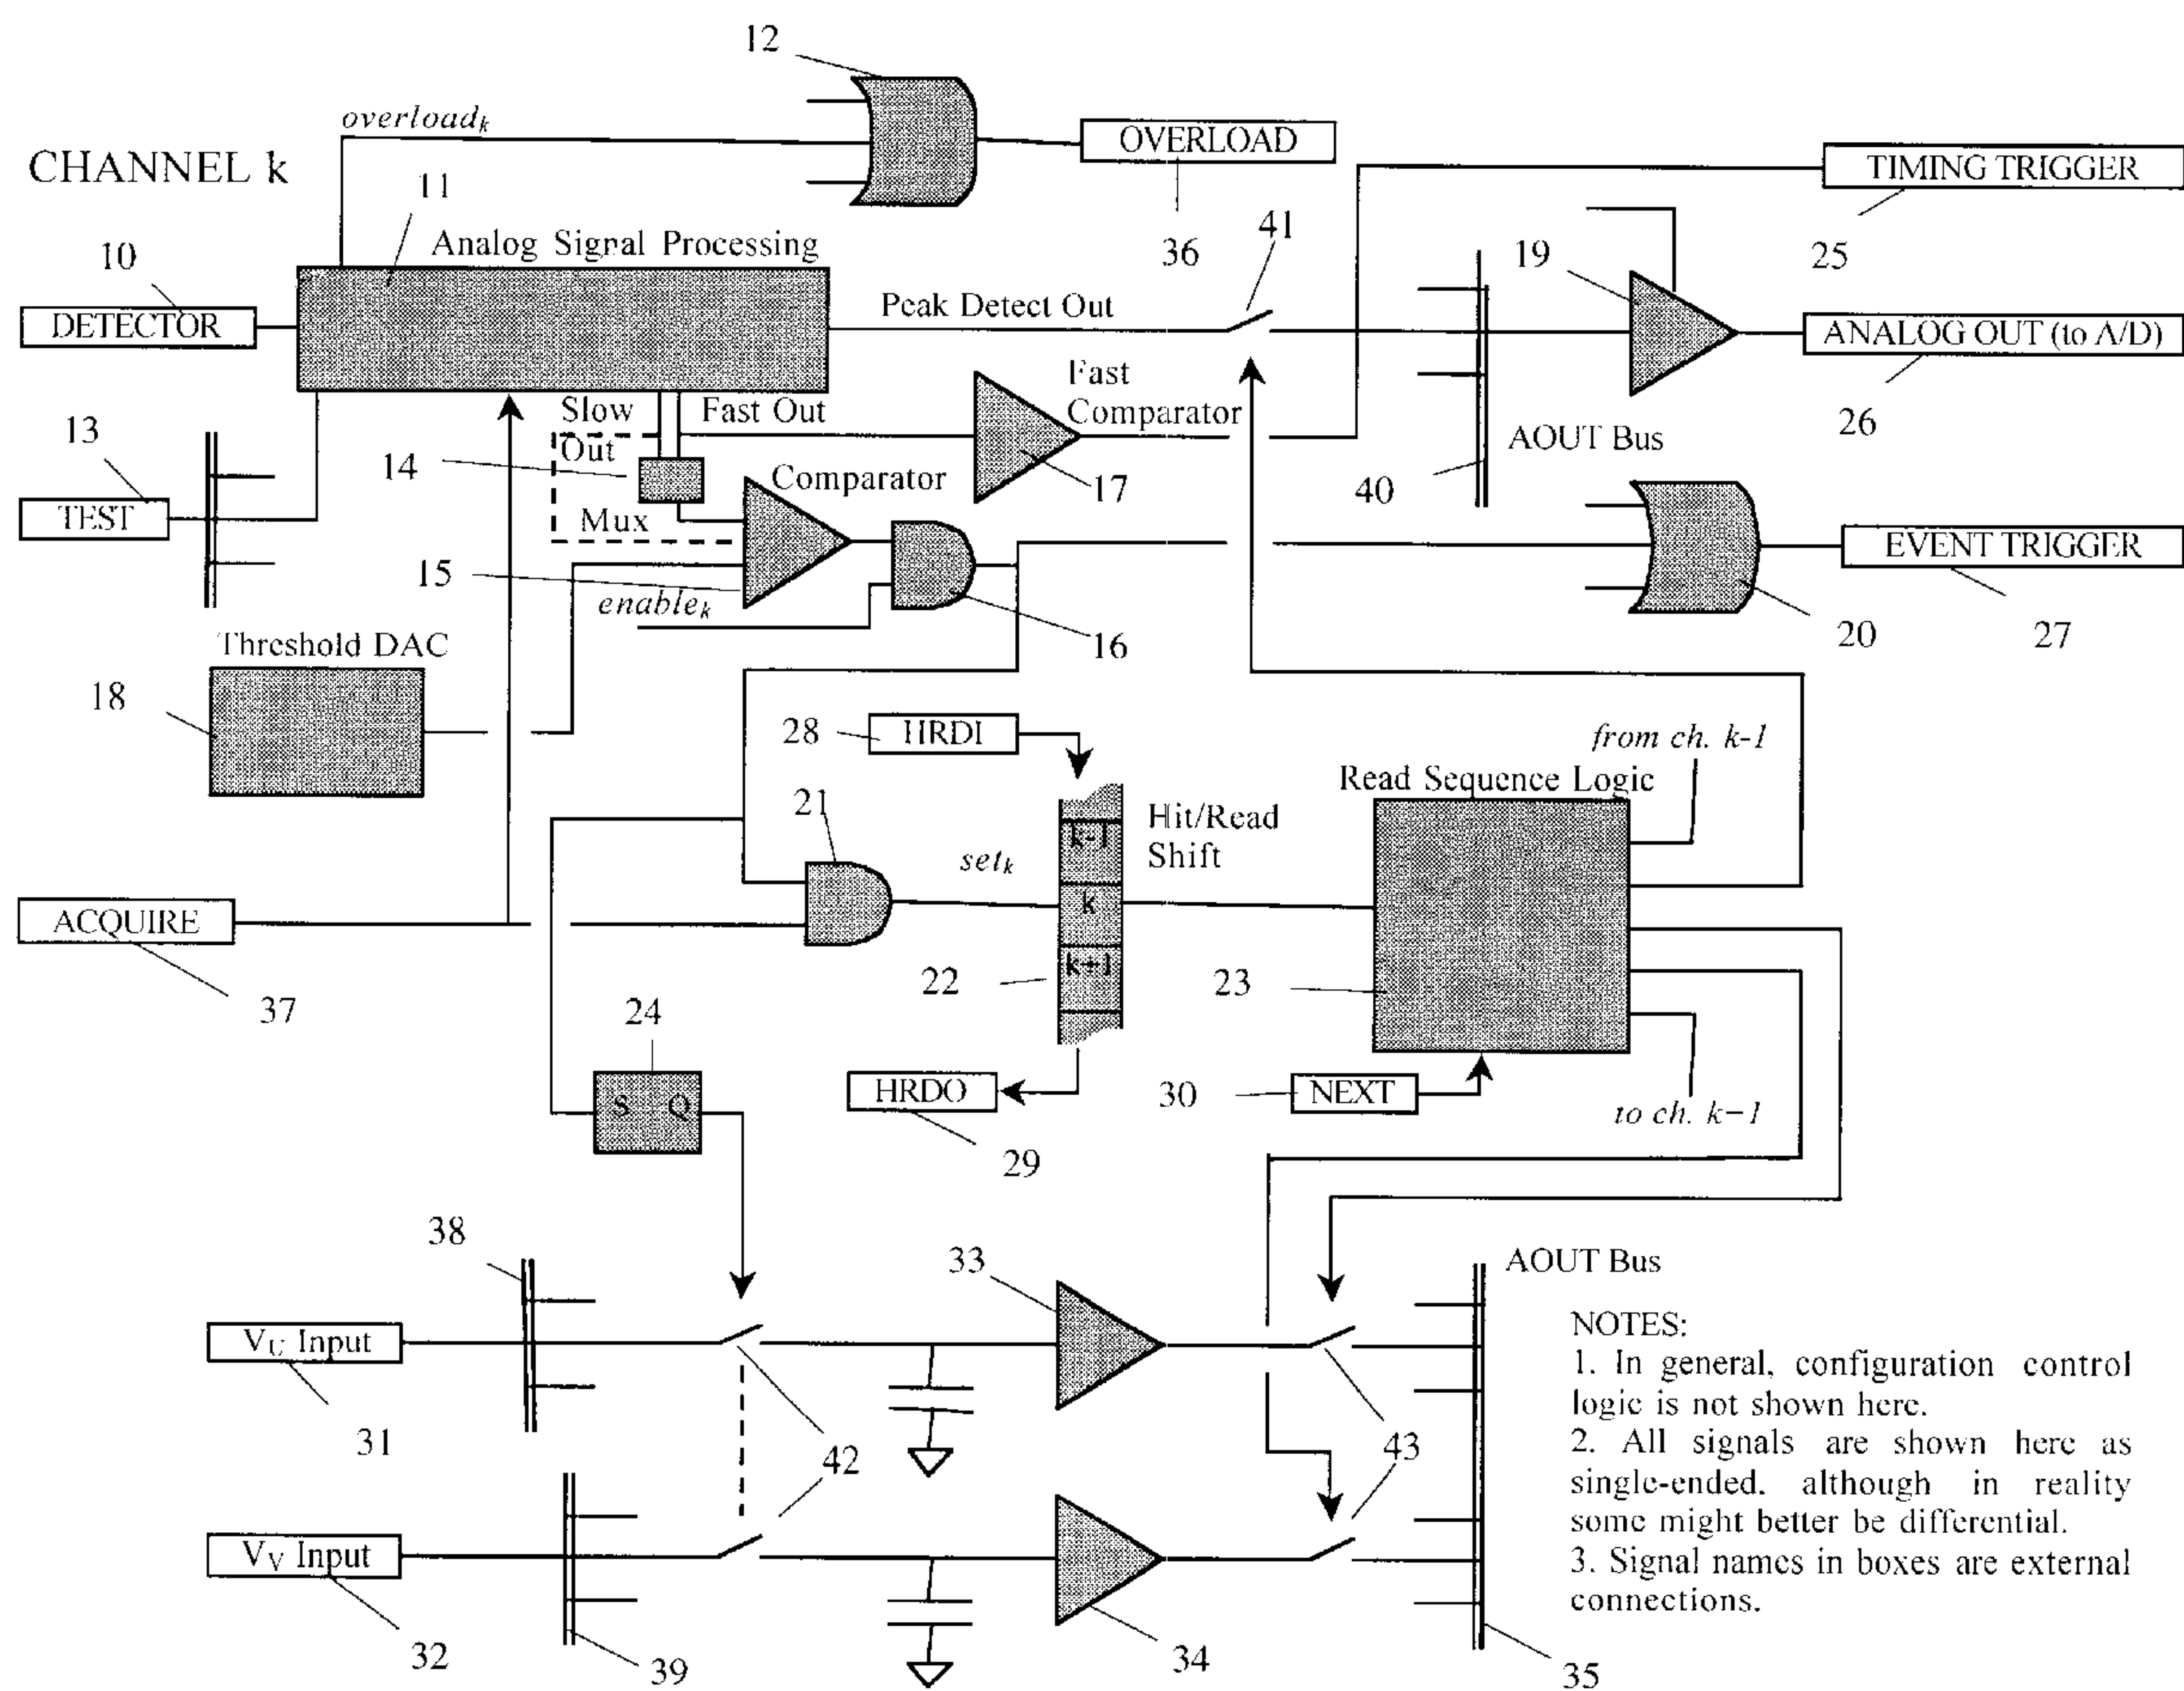 12
overloadk
OVERLOAD
CHANNEL k
TIMING TRIGGER
11
41
36
25
10
Analog Signal Processing
19
DETECTOR
Peak Detect Out
ANALOG OUT (to A/D)
26
Slow
Out
Fast Out
Fast
Comparator
13
14
AOUT Bus
40
TEST
Mux
Comparator
17
15
enablek
EVENT TRIGGER
16
20
27
Threshold DAC
18
28
HRDI
from ch. k-1
Read Sequence Logic
21
k-1
Hit/Read
Shift
setk
k
ACQUIRE
k+1
22
23
37
24
S Q
HRDO
30
NEXT
to ch. k-1
29
38
33
AOUT Bus
VU Input
31
42
43
VV Input
32
39
34
35
NOTES:
1. In general, configuration control
logic is not shown here.
2. All signals are shown here as
single-ended, although in reality
some might better be differential.
3. Signal names in boxes are external
connections.